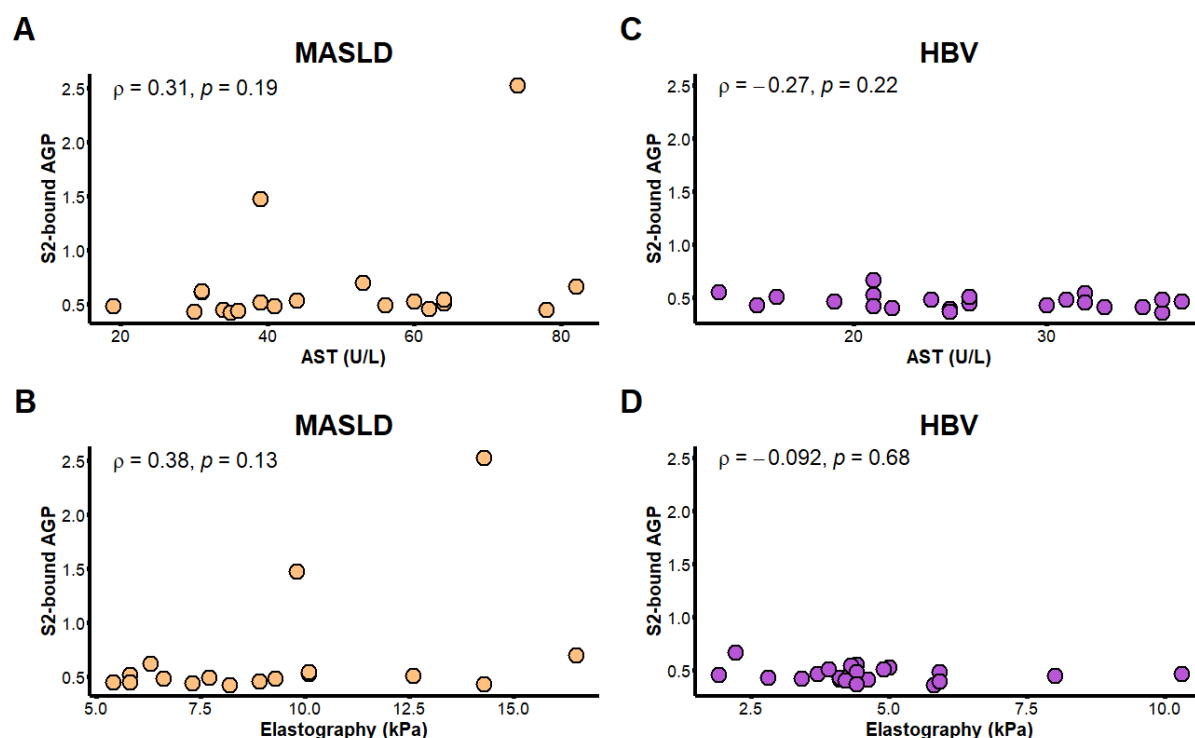 A
MASLD
ρ = 0.31, p = 0.19
S2-bound AGP
2.5
2.0
1.5
1.0
0.5
20
40
60
80
AST (U/L)
B
MASLD
ρ = 0.38, p = 0.13
S2-bound AGP
2.5
2.0
1.5
1.0
0.5
5.0
7.5
10.0
15.0
Elastography (kPa)
C
HBV
ρ = −0.27, p = 0.22
S2-bound AGP
2.5
2.0
1.5
1.0
0.5
20
30
AST (U/L)
D
HBV
ρ = −0.092, p = 0.68
S2-bound AGP
2.5
2.0
1.5
1.0
0.5
2.5
5.0
7.5
10.0
Elastography (kPa)